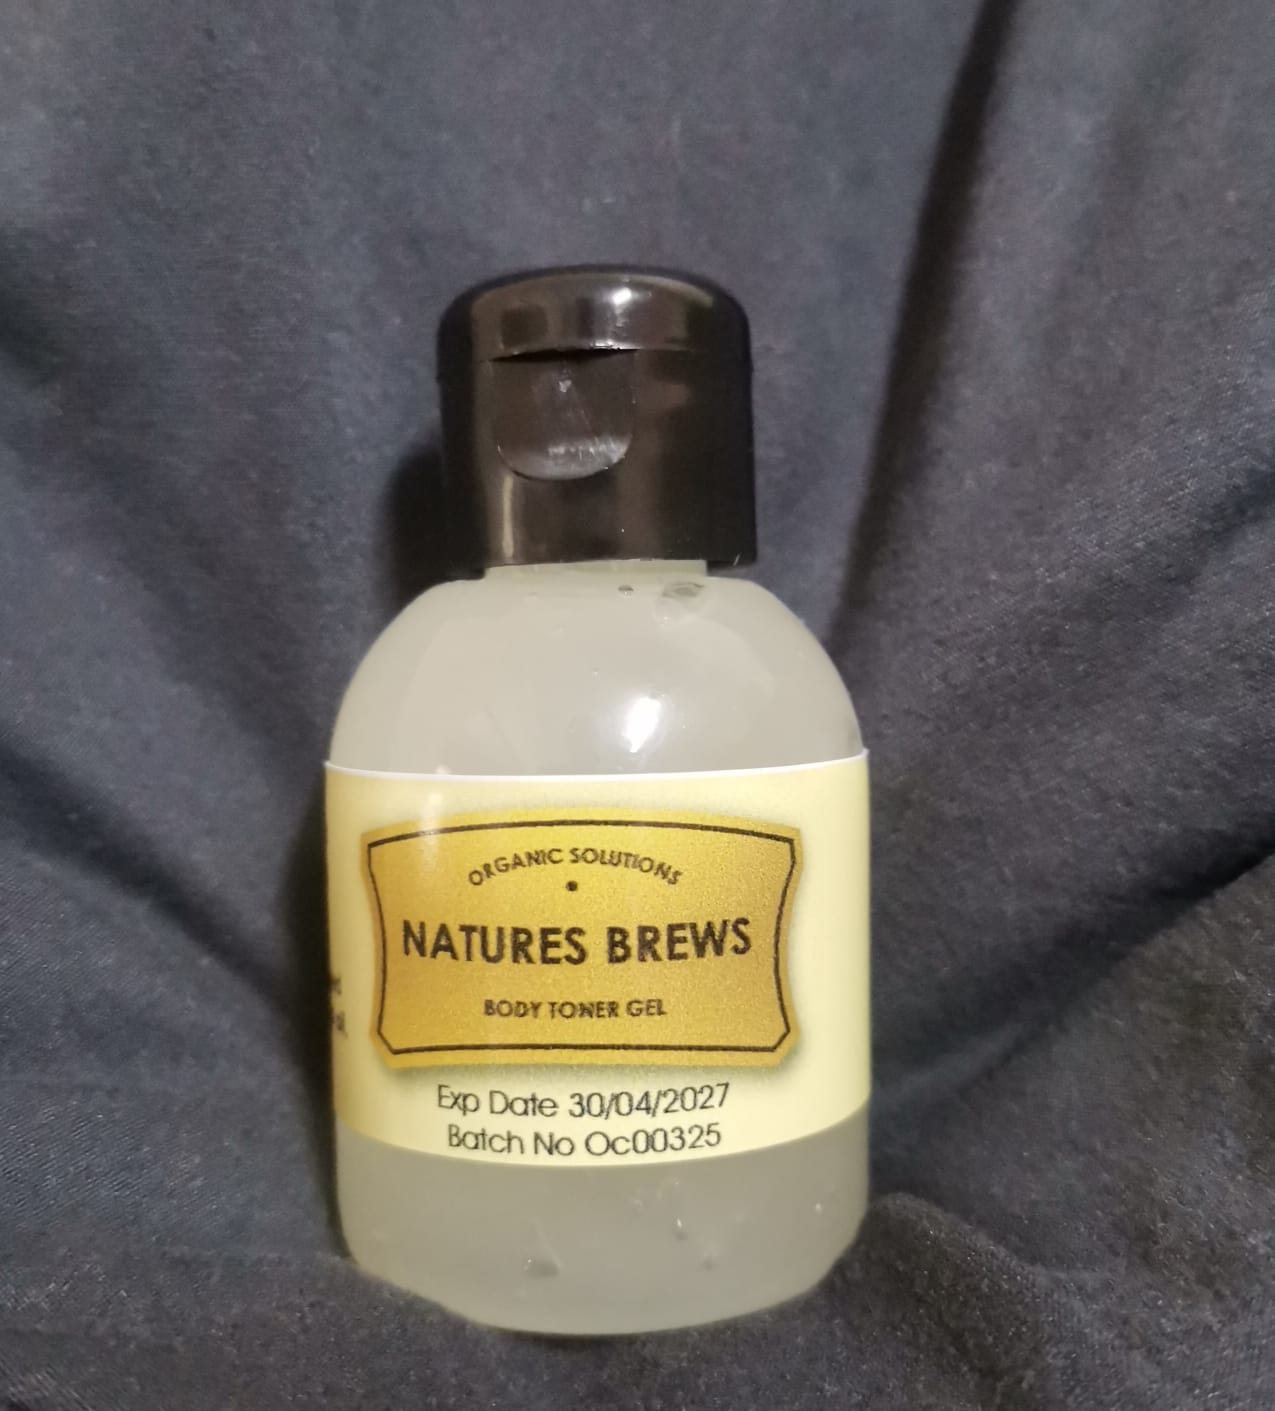 ORGANIC SOLUTIONS
NATURES BREWS
BODY TONER GEL
Exp Date 30/04/2027
Batch No Oc00325